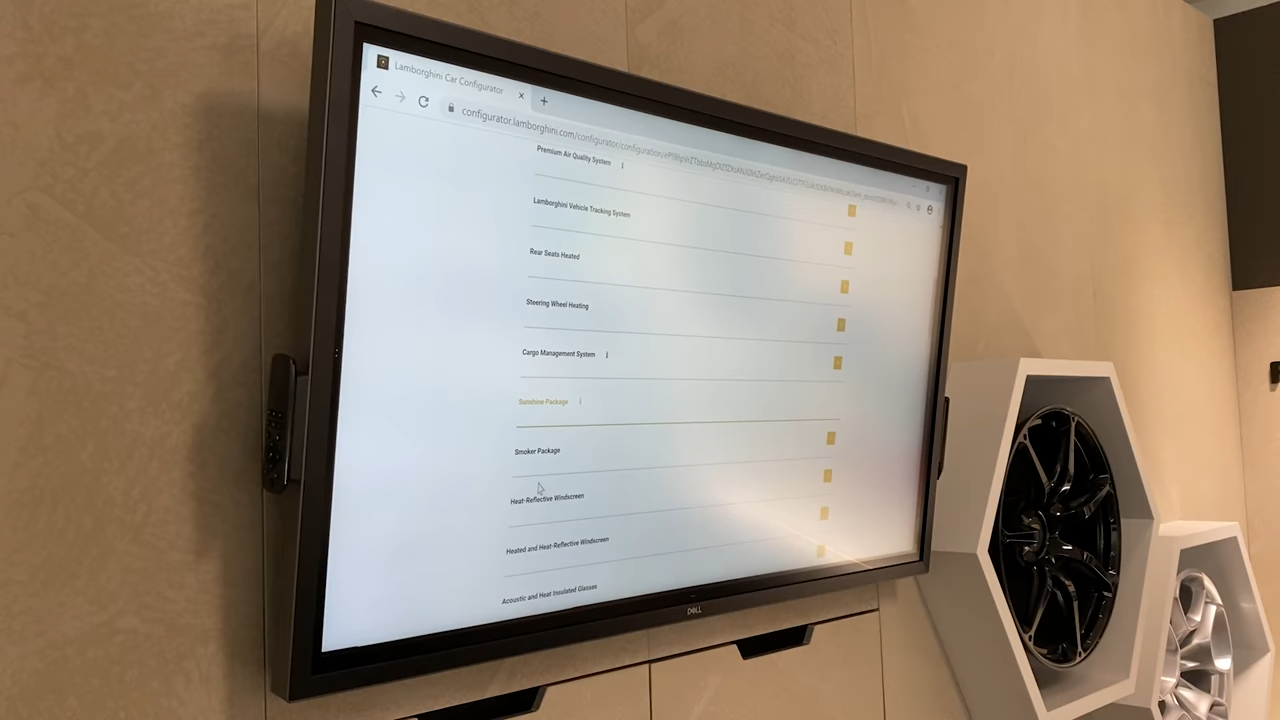 Lamborghini Car Configurator
configurator.lamborghini.com/configurator/configuration/
Premium Air Quality System
Lamborghini Vehicle Tracking System
Rear Seats Heated
Steering Wheel Heating
Cargo Management System
Sunshine Package
Smoker Package
Heat-Reflective Windscreen
Heated and Heat-Reflective Windscreen
Acoustic and Heat Insulated Glasses
DELL